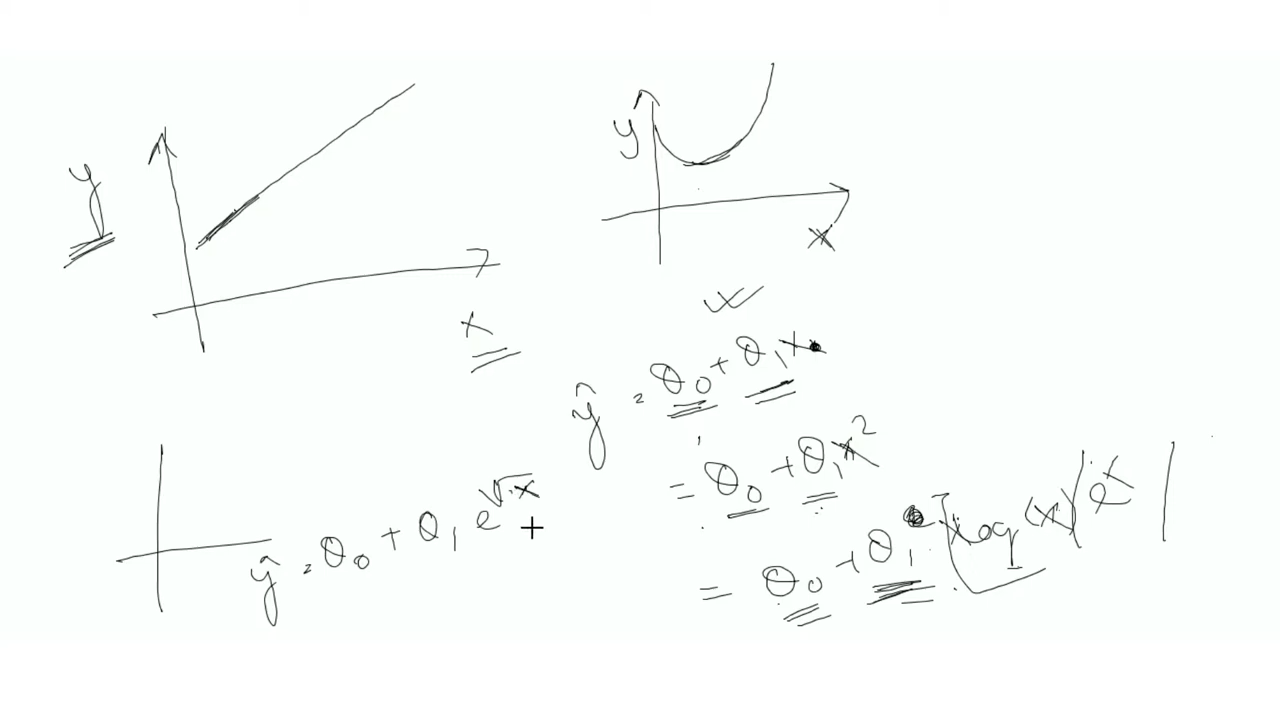 y
x
ŷ
x
ŷ = θ₀ + θ₁x
= θ₀ + θ₁x²
= θ₀ + θ₁ [x log(x) (e^x
ŷ = θ₀ + θ₁ e^√x